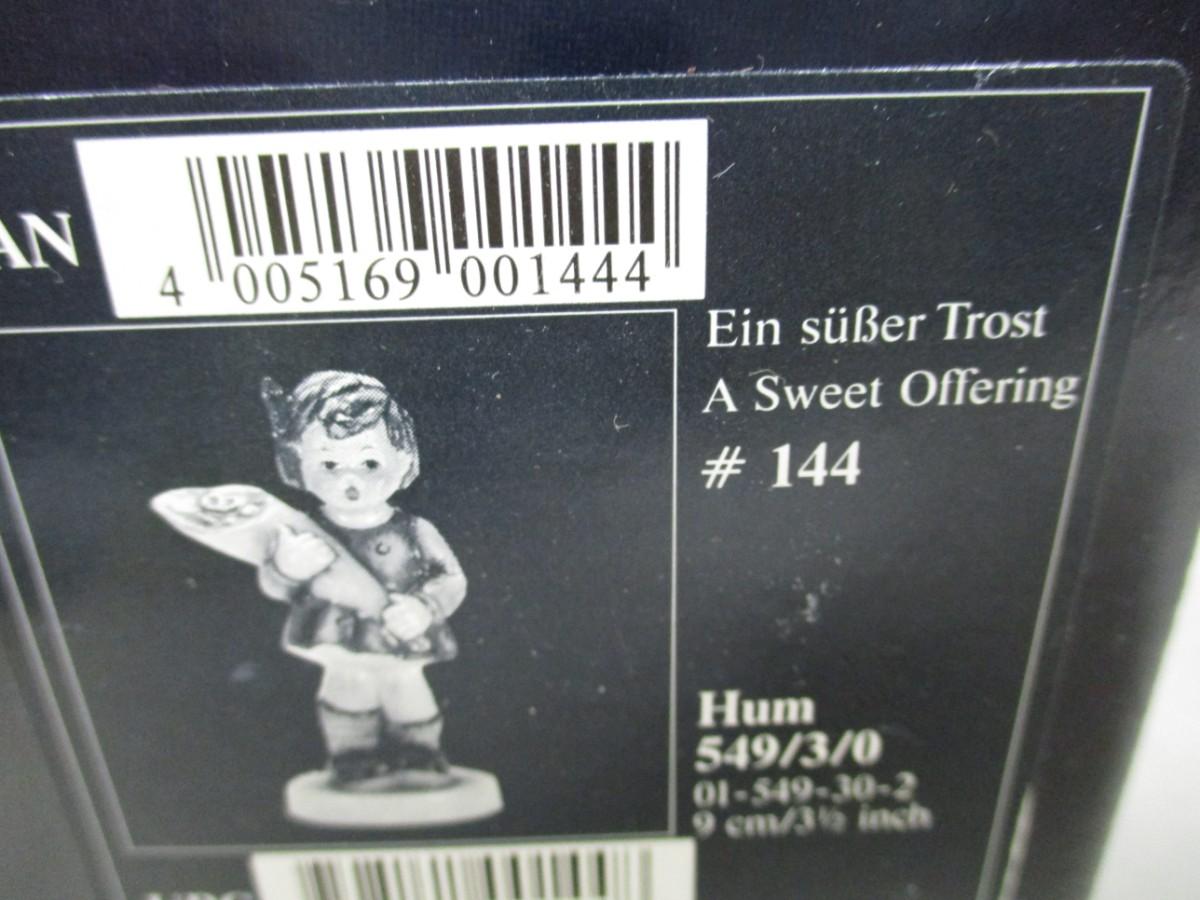 AN
4 005169 001444
Ein süßer Trost
A Sweet Offering
# 144
Hum
549/3/0
01-549-30-2
9 cm/3½ inch
UPC